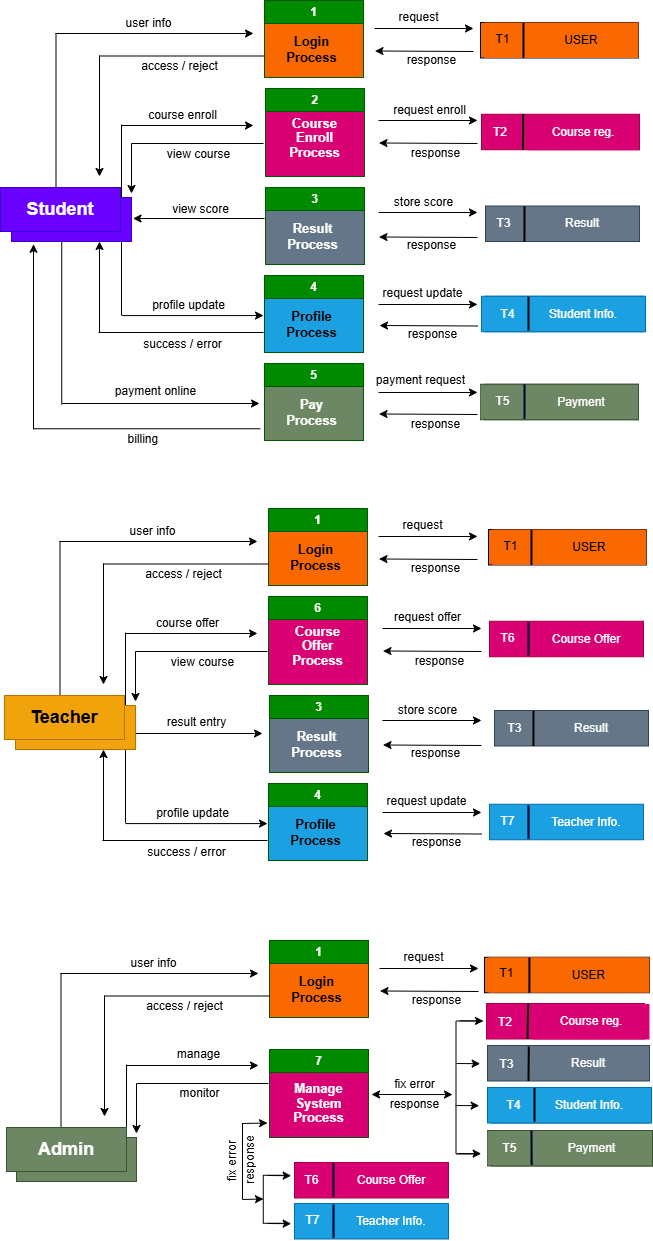 1
user info
request
Login
Process
T1
USER
access / reject
response
2
course enroll
request enroll
Course
Enroll
Process
T2
Course reg.
view course
response
Student
3
view score
store score
Result
Process
T3
Result
response
4
profile update
request update
Profile
Process
T4
Student Info.
success / error
response
5
payment online
payment request
Pay
Process
T5
Payment
billing
response
1
user info
request
Login
Process
T1
USER
access / reject
response
6
course offer
request offer
Course
Offer
Process
T6
Course Offer
view course
response
Teacher
3
result entry
store score
Result
Process
T3
Result
response
4
profile update
request update
Profile
Process
T7
Teacher Info.
success / error
response
1
user info
request
Login
Process
T1
USER
access / reject
response
T2
Course reg.
7
manage
Manage
System
Process
monitor
fix error
response
T3
Result
T4
Student Info.
T5
Payment
Admin
fix error
response
T6
Course Offer
T7
Teacher Info.